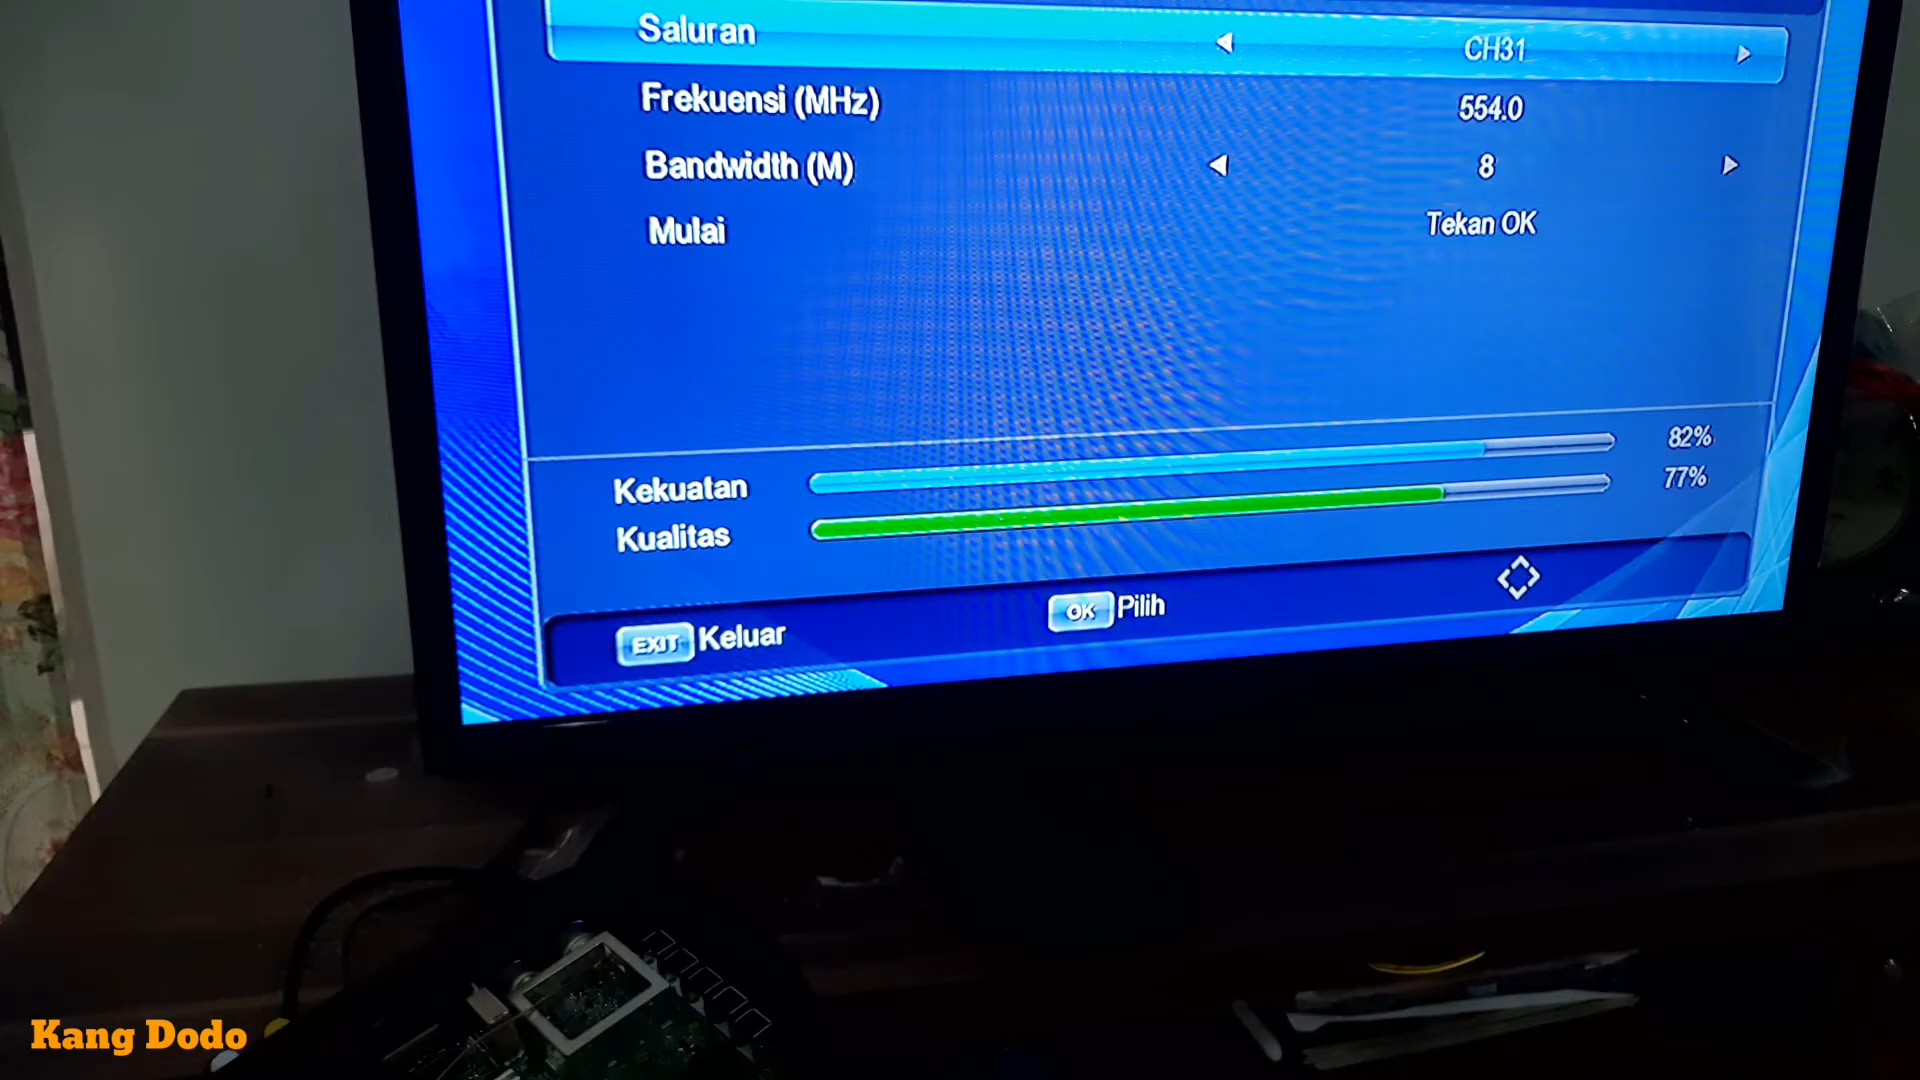 Saluran CH31
Frekuensi (MHz) 554.0
Bandwidth (M) 8
Mulai Tekan OK
Kekuatan 82%
Kualitas 77%
EXIT Keluar OK Pilih
Kang Dodo